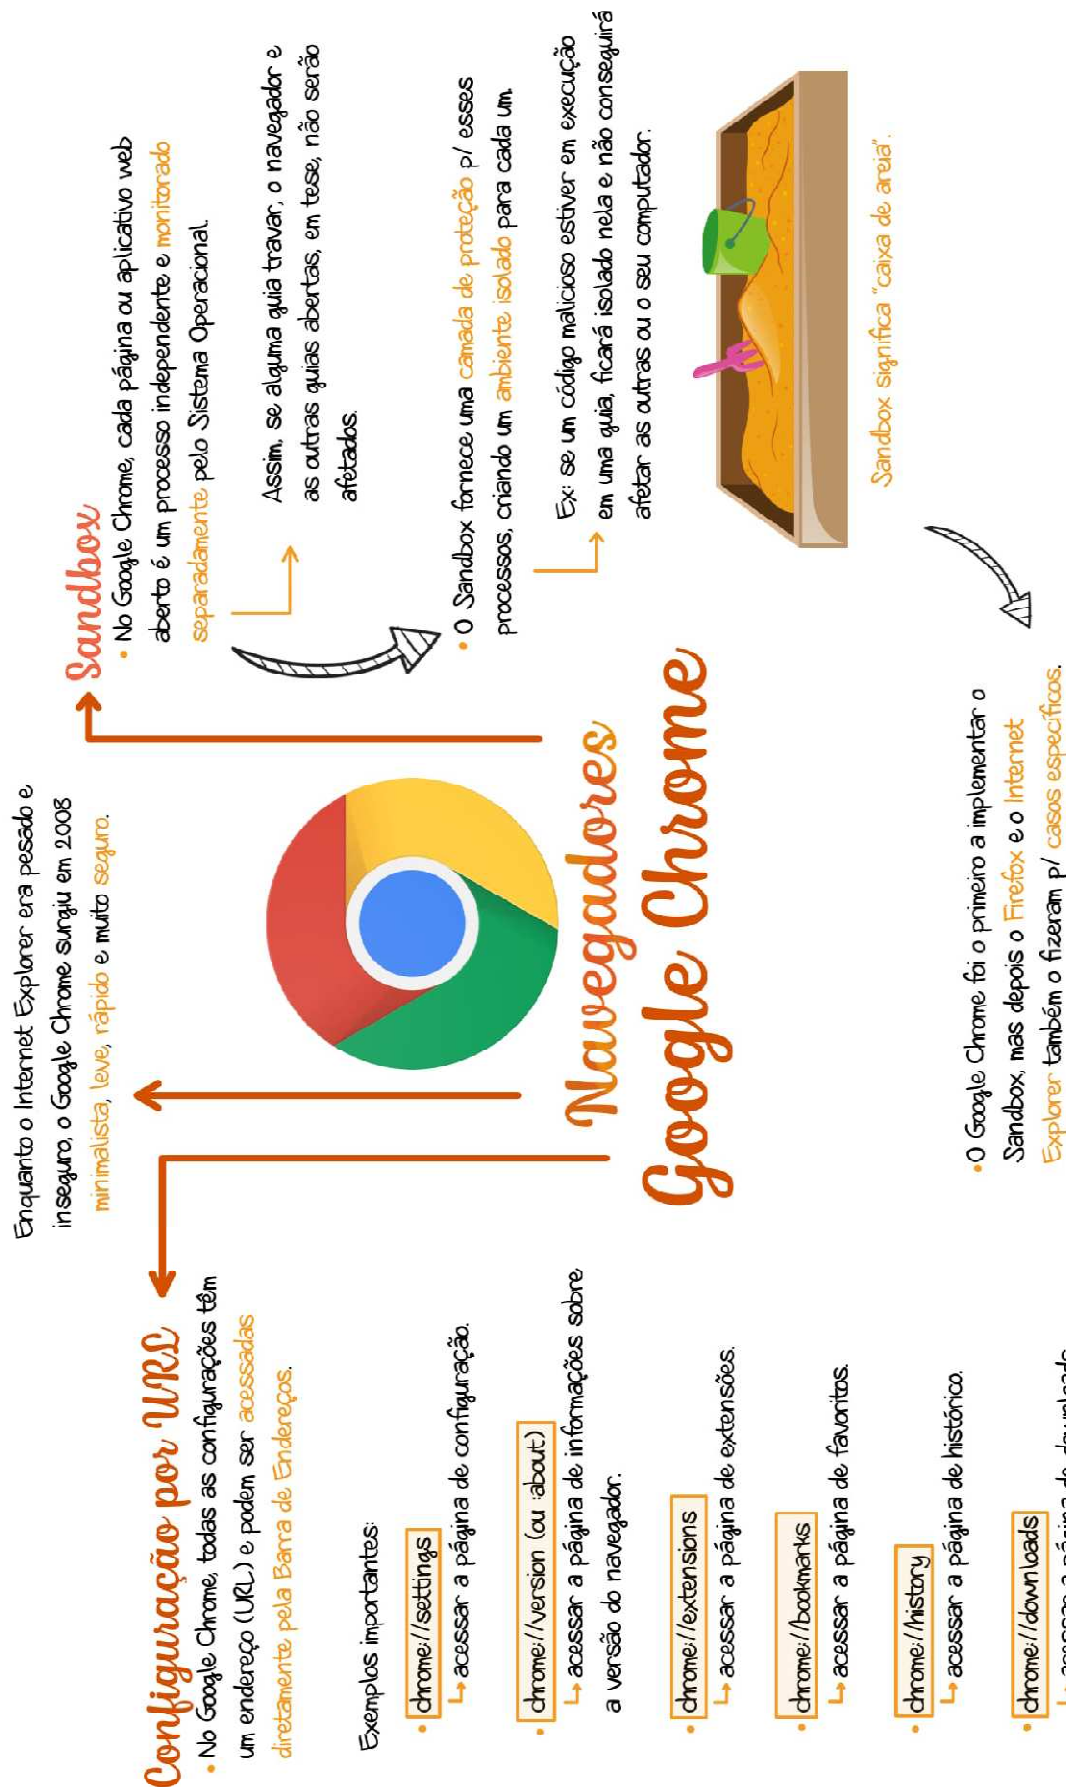 Enquanto o Internet Explorer era pesado e
inseguro, o Google Chrome surgiu em 2008
minimalista, leve, rápido e muito seguro.
Navegadores
Google Chrome
Configuração por URL
• No Google Chrome, todas as configurações têm
um endereço (URL) e podem ser acessadas
diretamente pela Barra de Endereços.
Exemplos importantes:
• chrome://settings
acessar a página de configuração.
• chrome://version (ou :about)
acessar a página de informações sobre
a versão do navegador.
• chrome://extensions
acessar a página de extensões.
• chrome://bookmarks
acessar a página de favoritos.
• chrome://history
acessar a página de histórico.
• chrome://downloads
acessar a página de downloads
Sandbox
• No Google Chrome, cada página ou aplicativo web
aberto é um processo independente e monitorado
separadamente pelo Sistema Operacional.
Assim, se alguma guia travar, o navegador e
as outras guias abertas, em tese, não serão
afetados.
• O Sandbox fornece uma camada de proteção p/ esses
processos, criando um ambiente isolado para cada um.
Ex: se um código malicioso estiver em execução
em uma guia, ficará isolado nela e não conseguirá
afetar as outras ou o seu computador.
Sandbox significa "caixa de areia".
• O Google Chrome foi o primeiro a implementar o
Sandbox, mas depois o Firefox e o Internet
Explorer também o fizeram p/ casos específicos.